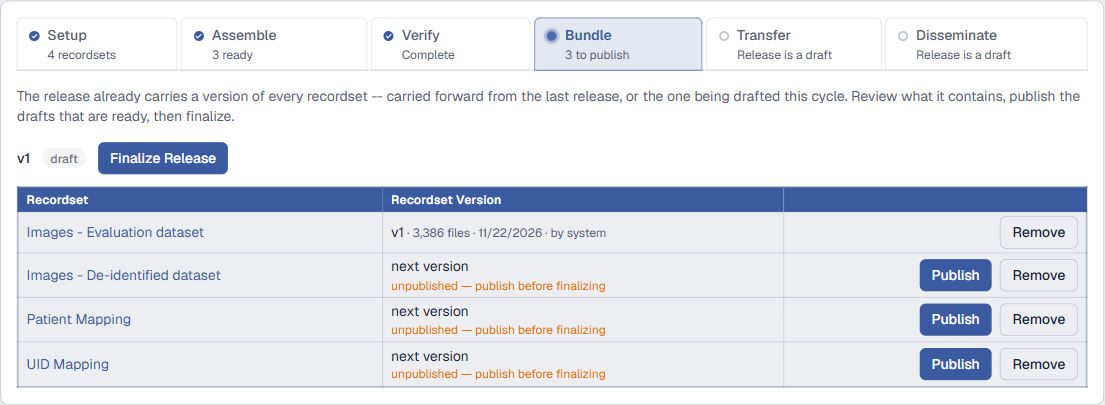 Setup
4 recordsets
Assemble
3 ready
Verify
Complete
Bundle
3 to publish
Transfer
Release is a draft
Disseminate
Release is a draft
The release already carries a version of every recordset -- carried forward from the last release, or the one being drafted this cycle. Review what it contains, publish the
drafts that are ready, then finalize.
v1 draft Finalize Release
Recordset Recordset Version
Images - Evaluation dataset v1 · 3,386 files · 11/22/2026 · by system Remove
Images - De-identified dataset next version
unpublished — publish before finalizing Publish Remove
Patient Mapping next version
unpublished — publish before finalizing Publish Remove
UID Mapping next version
unpublished — publish before finalizing Publish Remove